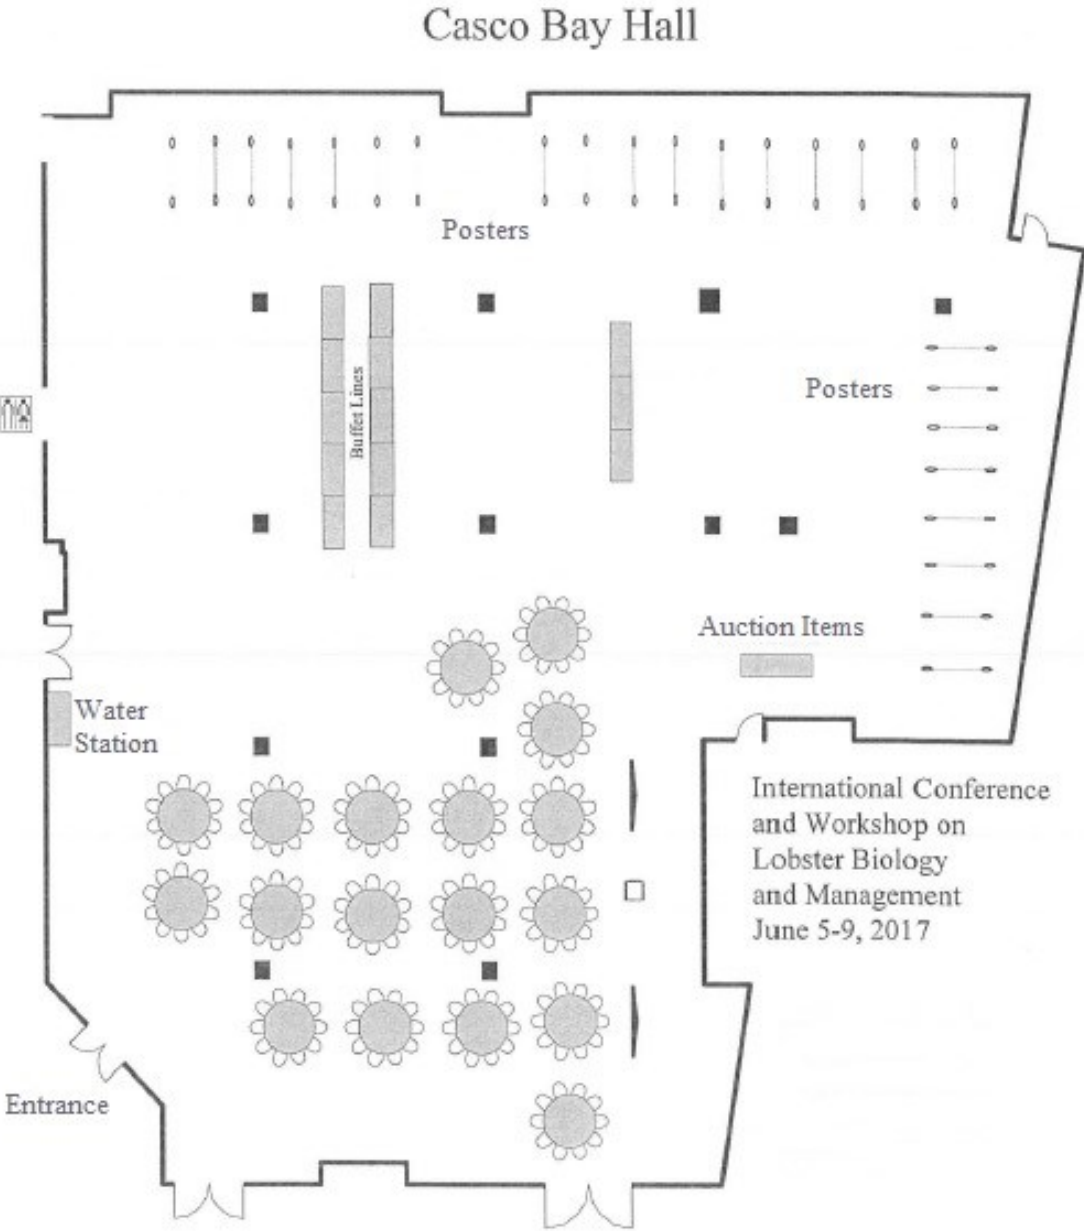 Casco Bay Hall
Posters
Buffet Lines
Posters
Auction Items
Water
Station
International Conference
and Workshop on
Lobster Biology
and Management
June 5-9, 2017
Entrance